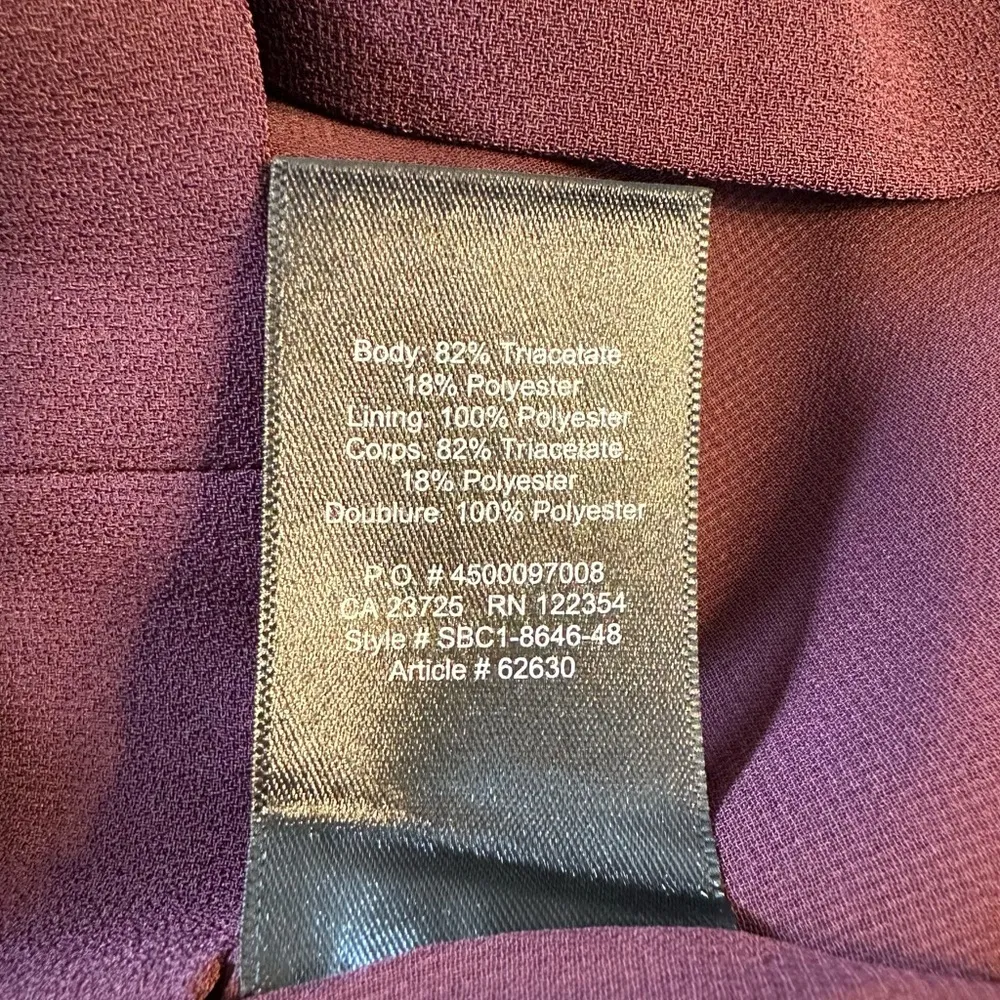 Body: 82% Triacetate
18% Polyester
Lining: 100% Polyester
Corps: 82% Triacetate
18% Polyester
Doublure: 100% Polyester
P.O. # 4500097008
CA 23725 RN 122354
Style # SBC1-8646-48
Article # 62630